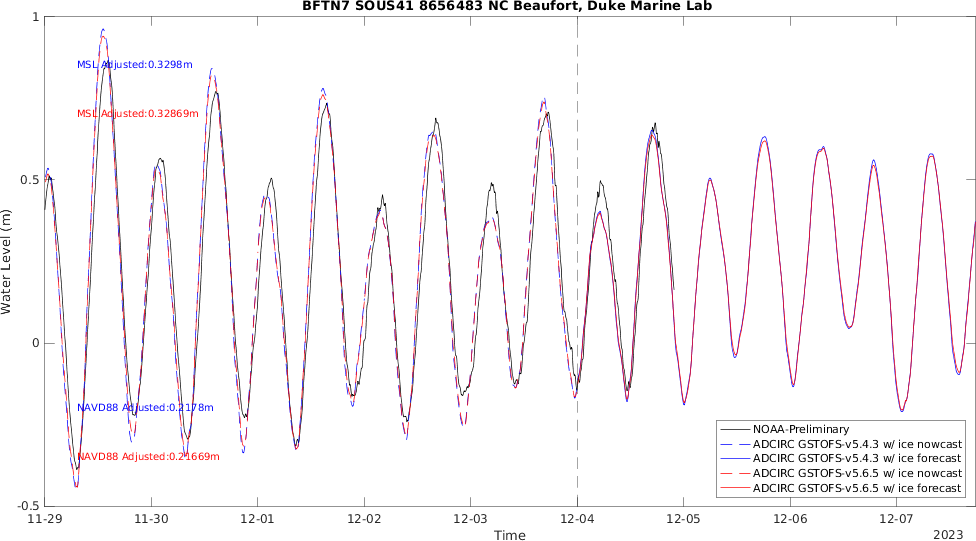 BFTN7 SOUS41 8656483 NC Beaufort, Duke Marine Lab
1
MSL Adjusted:0.3298m
MSL Adjusted:0.32869m
0.5
Water Level (m)
0
NAVD88 Adjusted:0.2178m
NAVD88 Adjusted:0.21669m
-0.5
NOAA-Preliminary
ADCIRC GSTOFS-v5.4.3 w/ ice nowcast
ADCIRC GSTOFS-v5.4.3 w/ ice forecast
ADCIRC GSTOFS-v5.6.5 w/ ice nowcast
ADCIRC GSTOFS-v5.6.5 w/ ice forecast
11-29 11-30 12-01 12-02 12-03 12-04 12-05 12-06 12-07
Time
2023